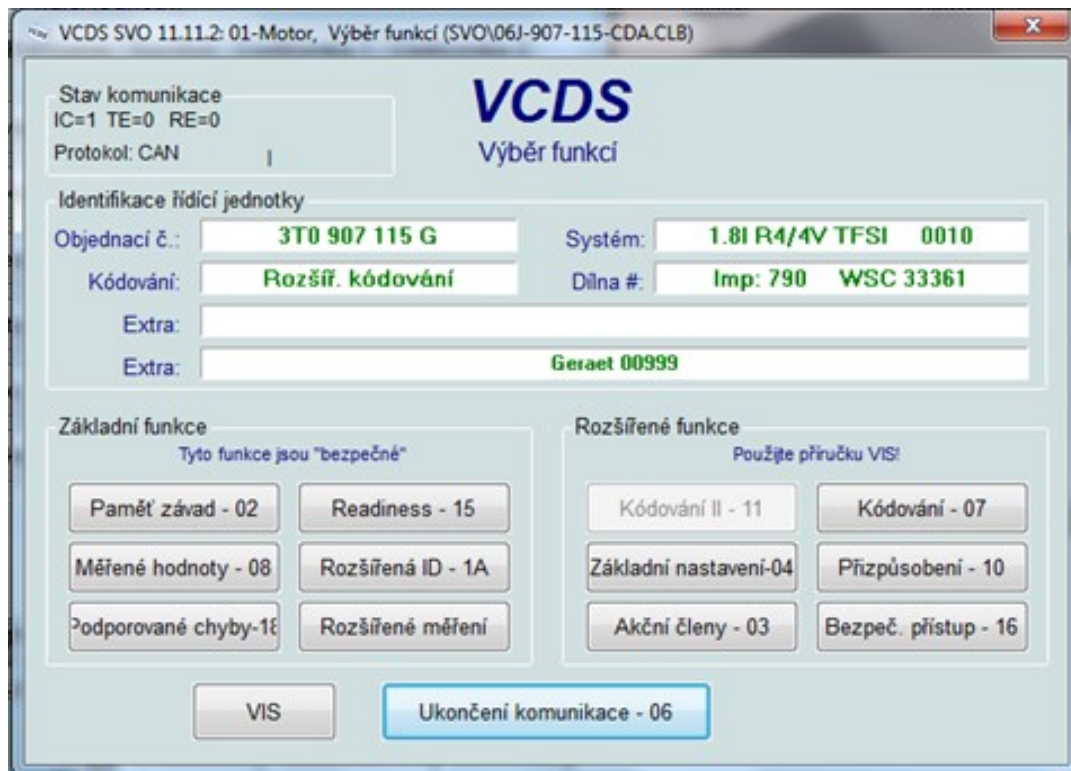 VCDS SVO 11.11.2: 01-Motor, Výběr funkcí (SVO\06J-907-115-CDA.CLB)
Stav komunikace
IC=1 TE=0 RE=0
Protokol: CAN |
VCDS
Výběr funkcí
Identifikace řídící jednotky
Objednací č.: 3T0 907 115 G Systém: 1.8l R4/4V TFSI 0010
Kódování: Rozšíř. kódování Dílna #: Imp: 790 WSC 33361
Extra:
Extra: Geraet 00999
Základní funkce
Tyto funkce jsou "bezpečné"
Paměť závad - 02 Readiness - 15
Měřené hodnoty - 08 Rozšířená ID - 1A
Podporované chyby-18 Rozšířené měření
Rozšířené funkce
Použijte příručku VIS!
Kódování II - 11 Kódování - 07
Základní nastavení-04 Přizpůsobení - 10
Akční členy - 03 Bezpeč. přístup - 16
VIS Ukončení komunikace - 06